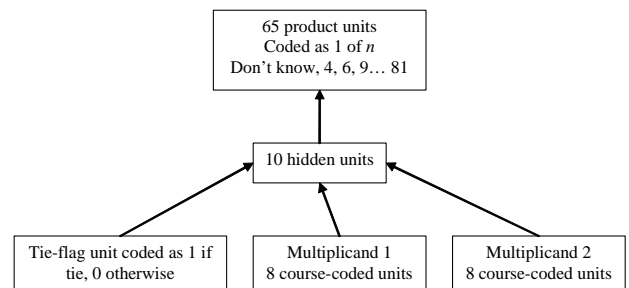 65 product units
Coded as 1 of n
Don't know, 4, 6, 9… 81
10 hidden units
Tie-flag unit coded as 1 if
tie, 0 otherwise
Multiplicand 1
8 course-coded units
Multiplicand 2
8 course-coded units